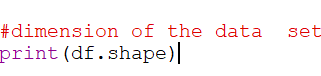 #dimension of the data  set
print(df.shape)